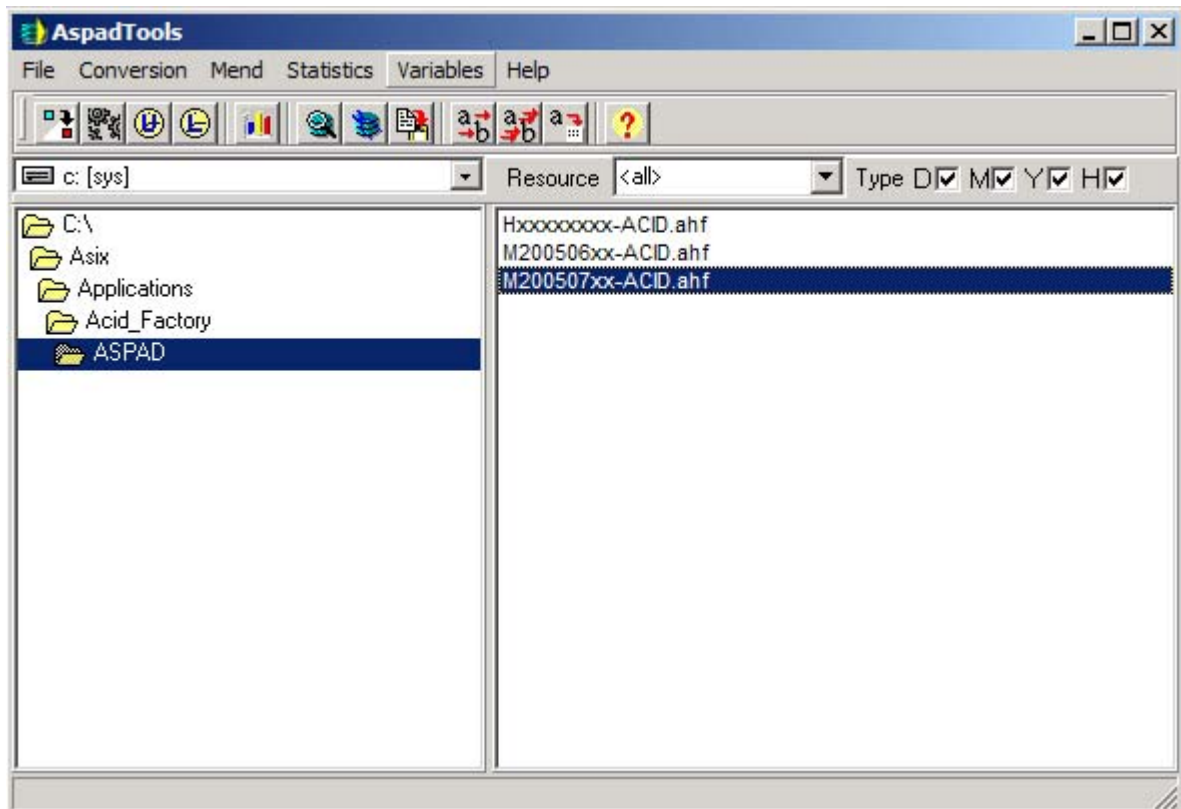 AspadTools
File Conversion Mend Statistics Variables Help
a b a b a ?
c: [sys] Resource <all> Type D M Y H
C:\
Asix
Applications
Acid_Factory
ASPAD
Hxxxxxxxx-ACID.ahf
M200506xx-ACID.ahf
M200507xx-ACID.ahf